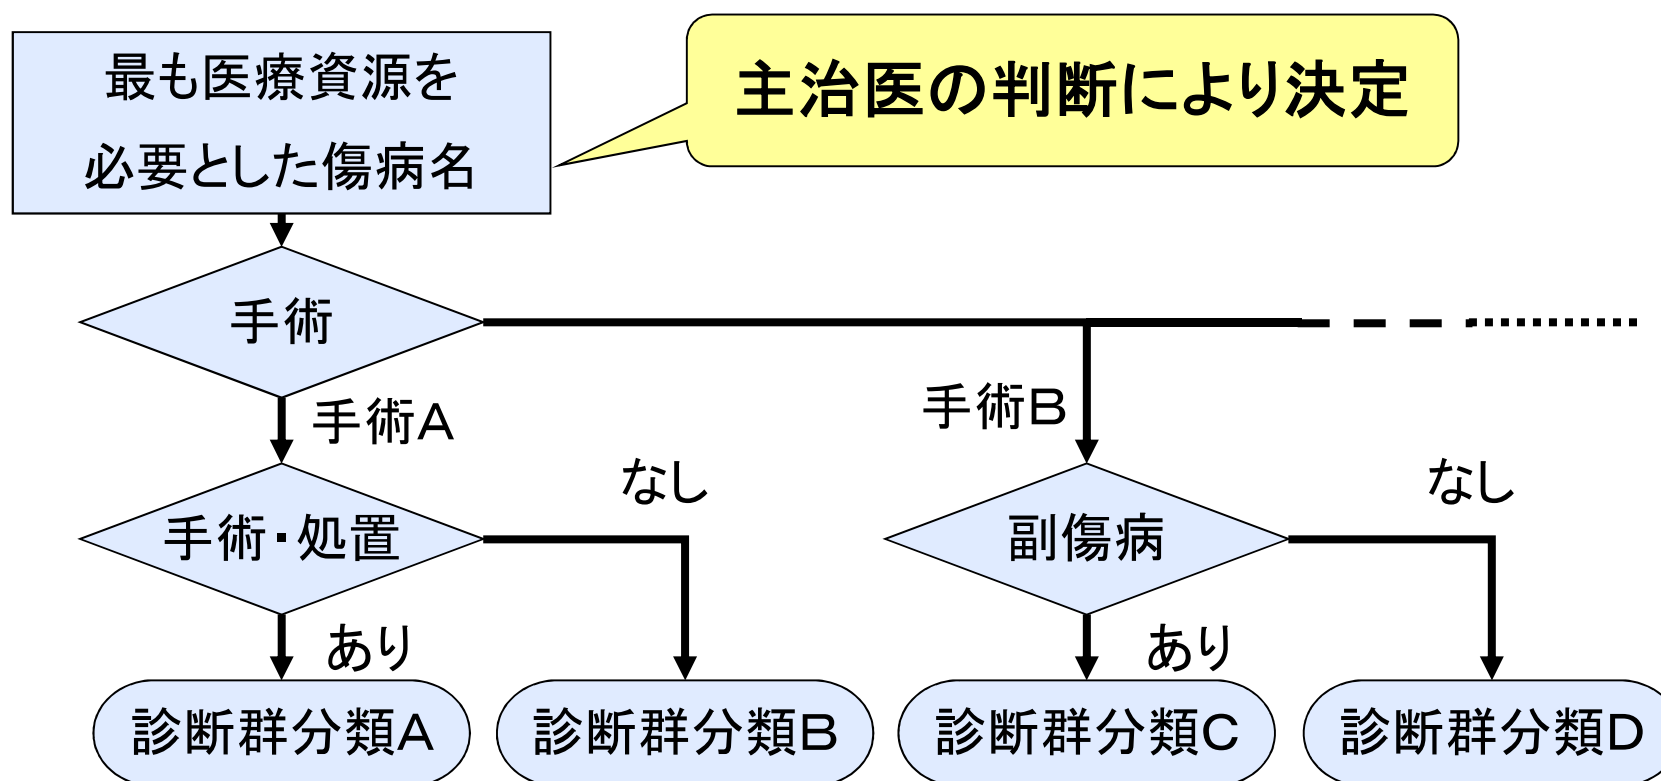 最も医療資源を
必要とした傷病名
主治医の判断により決定
手術
手術A
手術B
手術・処置
なし
副傷病
なし
あり
あり
診断群分類A
診断群分類B
診断群分類C
診断群分類D